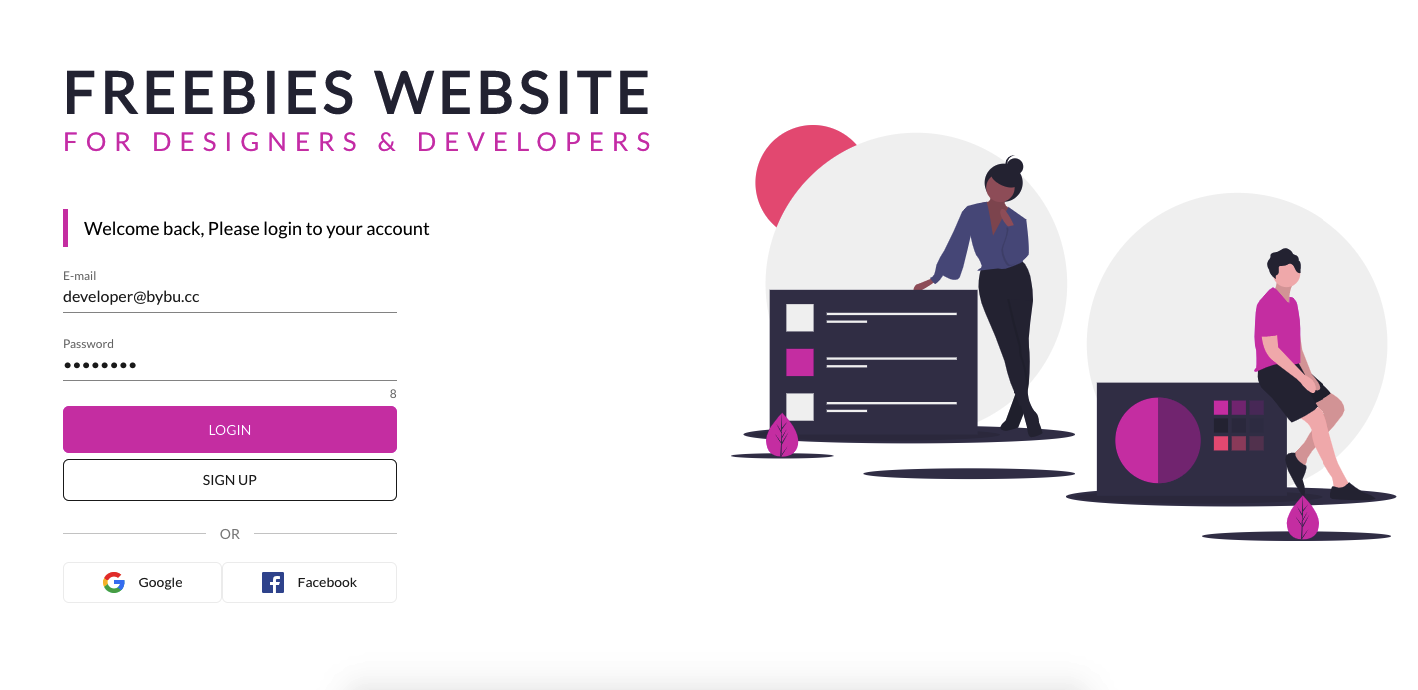 FREEBIES WEBSITE
FOR DESIGNERS & DEVELOPERS
Welcome back, Please login to your account
E-mail
developer@bybu.cc
Password
••••••••
8
LOGIN
SIGN UP
OR
Google
Facebook